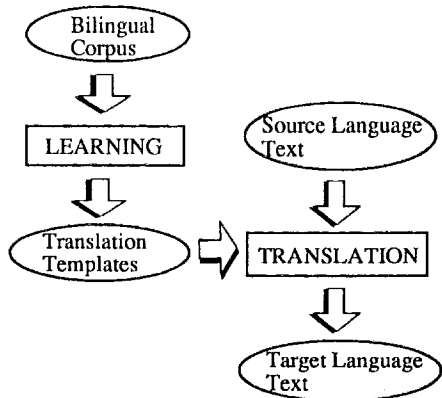 Bilingual
Corpus
LEARNING
Translation
Templates
Source Language
Text
TRANSLATION
Target Language
Text